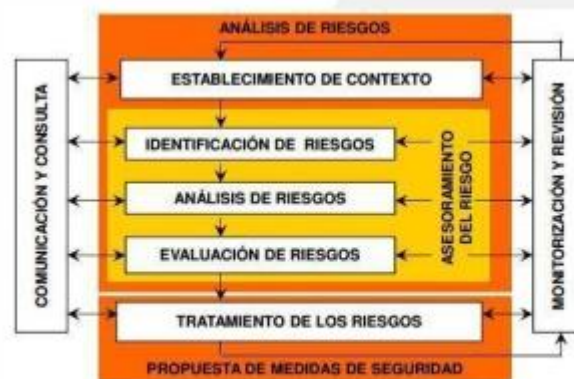 ANÁLISIS DE RIESGOS
ESTABLECIMIENTO DE CONTEXTO
IDENTIFICACIÓN DE RIESGOS
ANÁLISIS DE RIESGOS
EVALUACIÓN DE RIESGOS
ASESORAMIENTO
DEL RIESGO
TRATAMIENTO DE LOS RIESGOS
PROPUESTA DE MEDIDAS DE SEGURIDAD
COMUNICACIÓN Y CONSULTA
MONITORIZACIÓN Y REVISIÓN